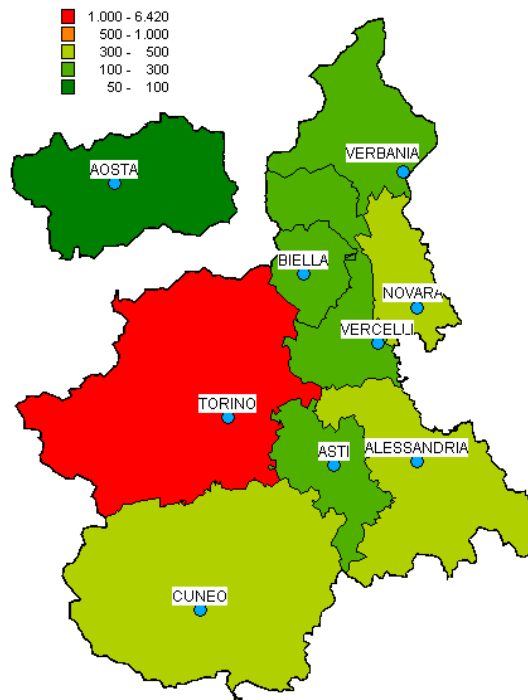 1.000 - 6.420
500 - 1.000
300 - 500
100 - 300
50 - 100
VERBANIA
AOSTA
BIELLA
NOVARA
VERCELLI
TORINO
ASTI
ALESSANDRIA
CUNEO